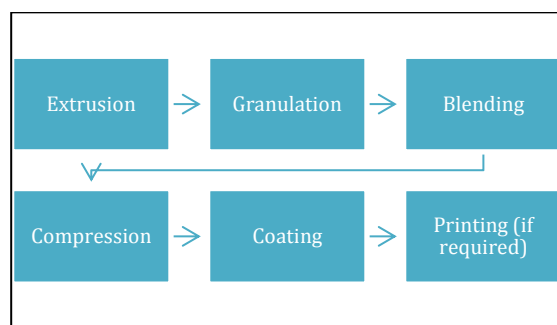 Extrusion
Granulation
Blending
Compression
Coating
Printing (if
required)